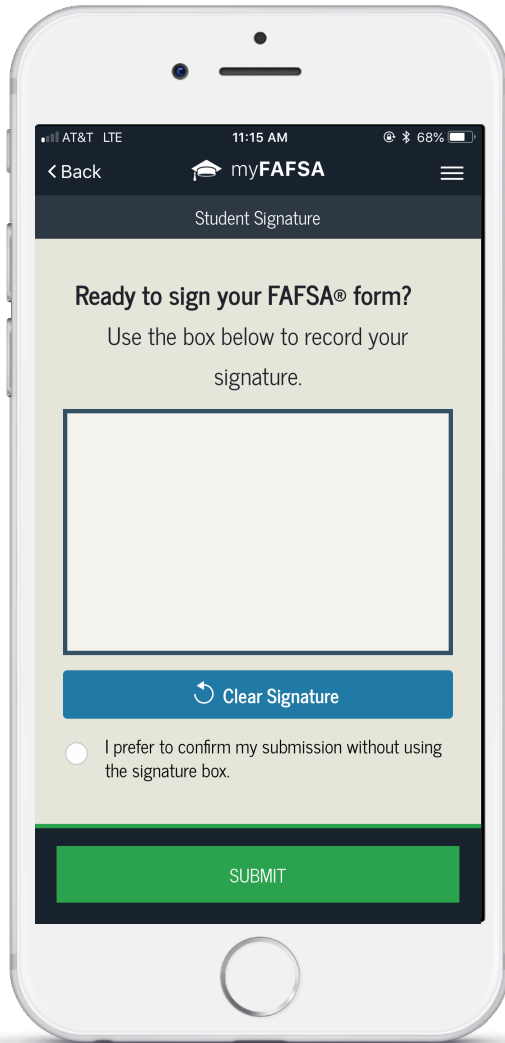 AT&T LTE 11:15 AM 68%
Back myFAFSA
Student Signature
Ready to sign your FAFSA® form?
Use the box below to record your
signature.
Clear Signature
I prefer to confirm my submission without using
the signature box.
SUBMIT